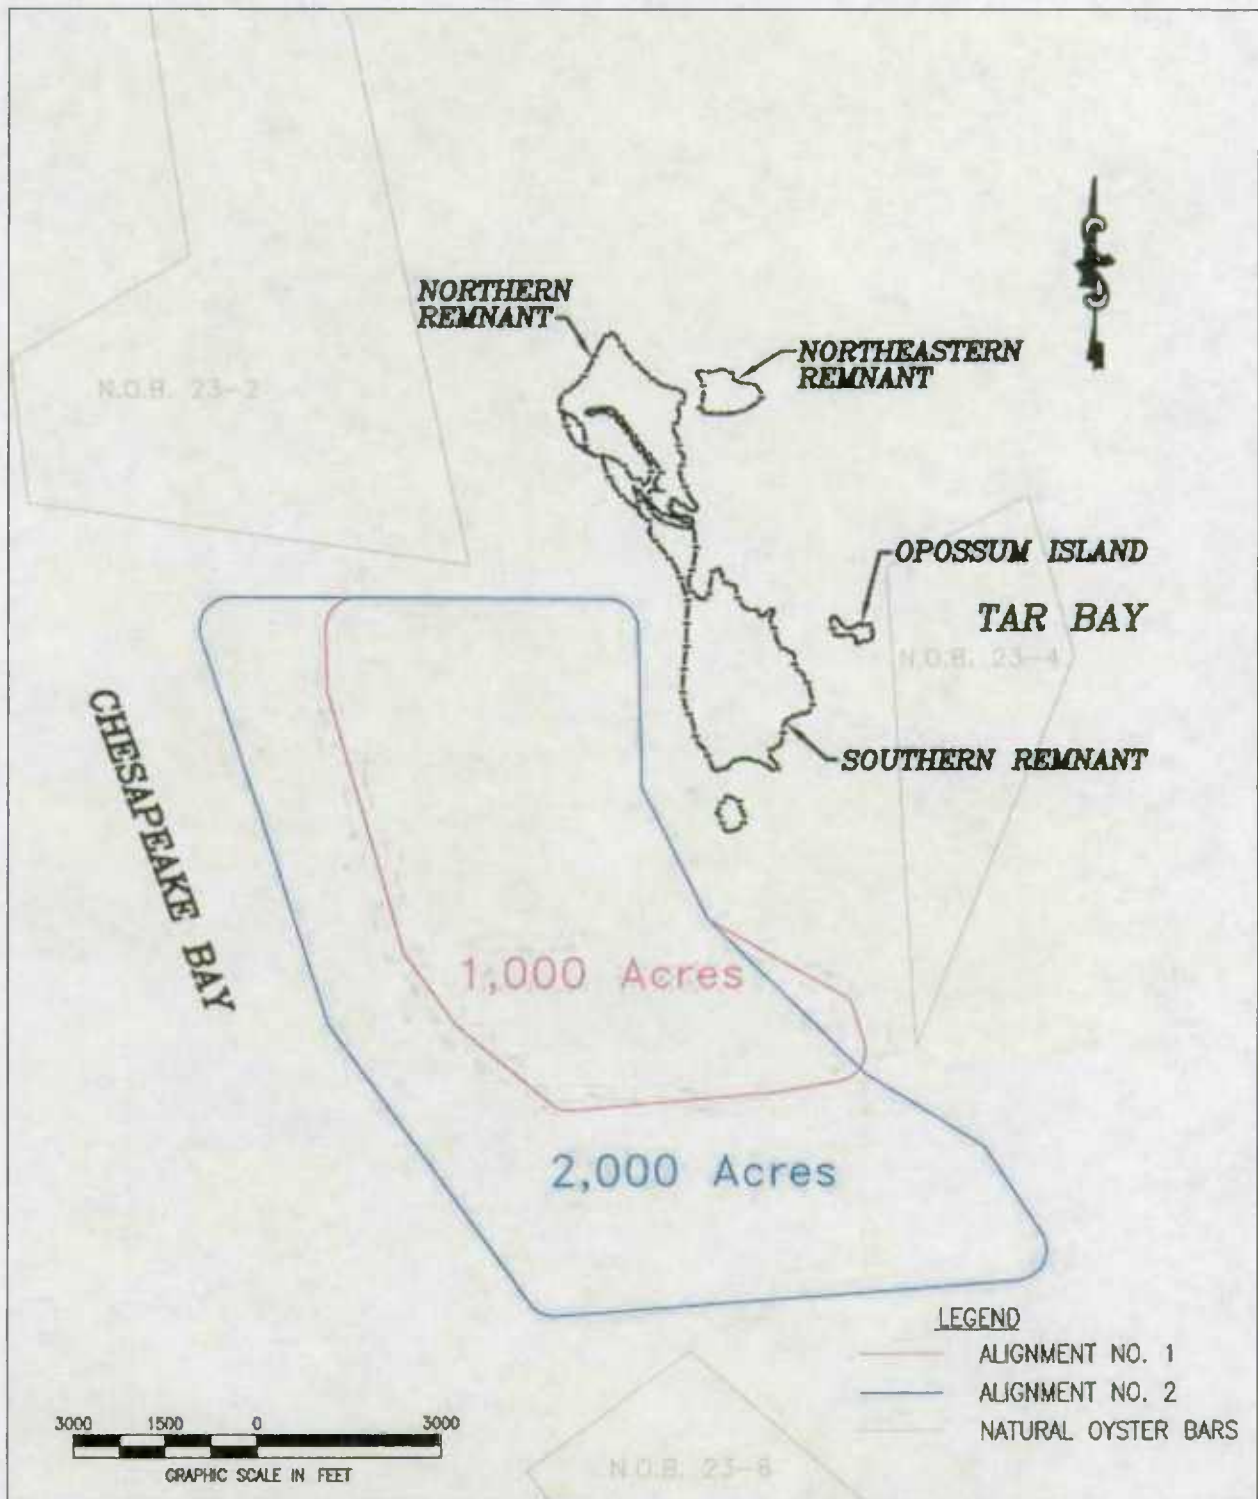 NORTHERN
REMNANT
NORTHEASTERN
REMNANT
N.O.B. 23-2
OPOSSUM ISLAND
TAR BAY
N.O.B. 23-4
CHESAPEAKE BAY
SOUTHERN REMNANT
1,000 Acres
2,000 Acres
LEGEND
ALIGNMENT NO. 1
ALIGNMENT NO. 2
NATURAL OYSTER BARS
3000 1500 0 3000
GRAPHIC SCALE IN FEET